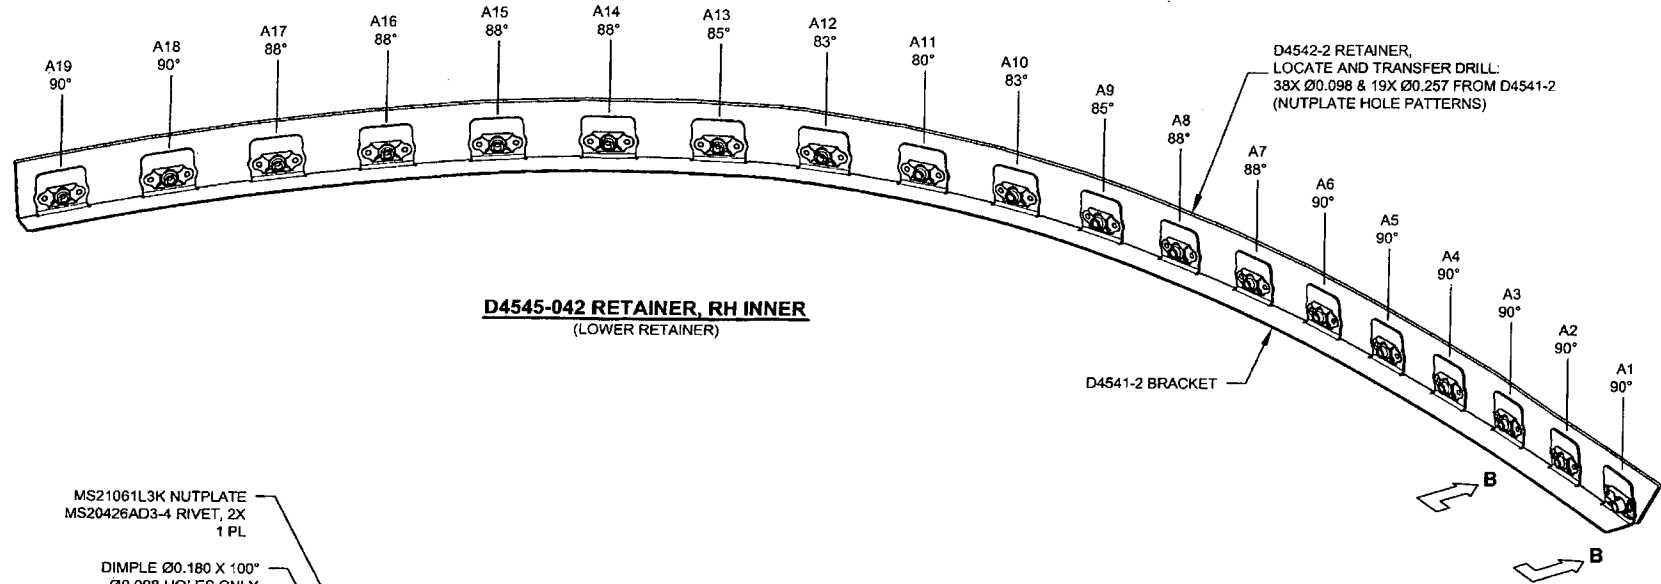 A19
90°
A18
90°
A17
88°
A16
88°
A15
88°
A14
88°
A13
85°
A12
83°
A11
80°
A10
83°
A9
85°
A8
88°
A7
88°
A6
90°
A5
90°
A4
90°
A3
90°
A2
90°
A1
90°
D4542-2 RETAINER,
LOCATE AND TRANSFER DRILL:
38X Ø0.098 & 19X Ø0.257 FROM D4541-2
(NUTPLATE HOLE PATTERNS)
D4545-042 RETAINER, RH INNER
(LOWER RETAINER)
D4541-2 BRACKET
B
B
MS21061L3K NUTPLATE
MS20426AD3-4 RIVET, 2X
1 PL
DIMPLE Ø0.180 X 100°
Ø0.098 HOLES ONLY